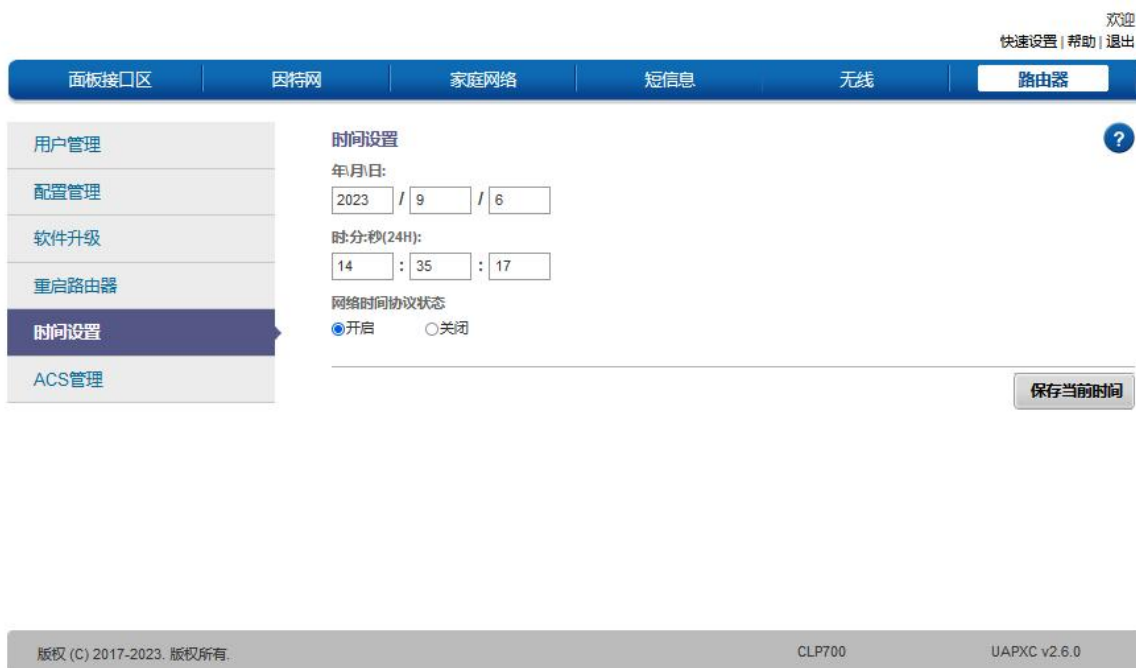 欢迎
快速设置 | 帮助 | 退出
面板接口区 因特网 家庭网络 短信息 无线 路由器
用户管理
配置管理
软件升级
重启路由器
时间设置
ACS管理
时间设置
?
年\月\日:
2023 / 9 / 6
时:分:秒(24H):
14 : 35 : 17
网络时间协议状态
开启 关闭
保存当前时间
版权 (C) 2017-2023. 版权所有. CLP700 UAPXC v2.6.0